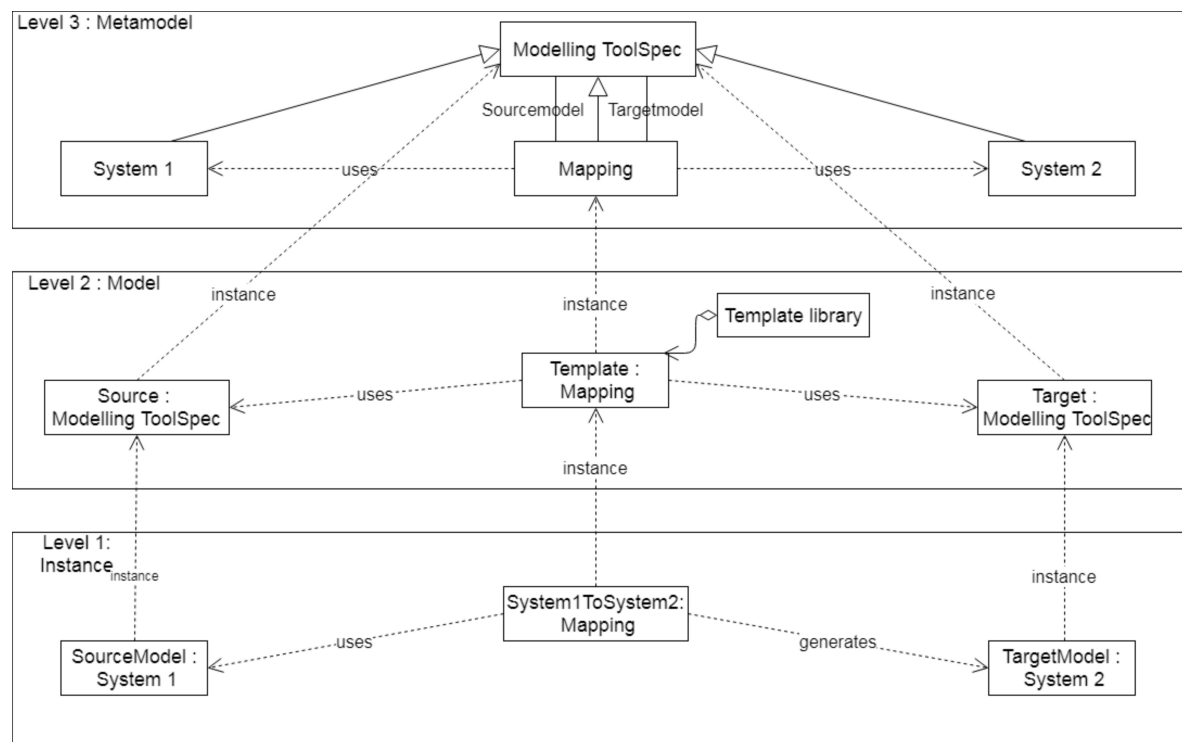 Level 3 : Metamodel
Modelling ToolSpec
Sourcemodel
Targetmodel
System 1
uses
Mapping
uses
System 2
Level 2 : Model
instance
instance
instance
Template library
Source :
Modelling ToolSpec
uses
Template :
Mapping
uses
Target :
Modelling ToolSpec
instance
Level 1:
Instance
instance
instance
System1ToSystem2:
Mapping
uses
generates
SourceModel :
System 1
TargetModel :
System 2